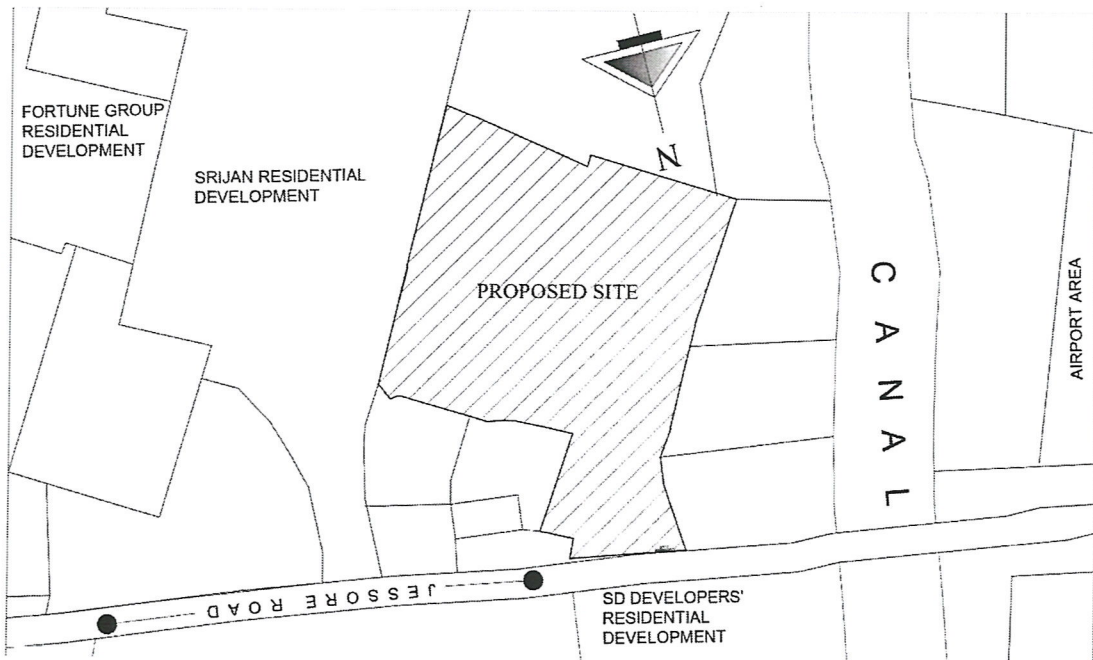 FORTUNE GROUP
RESIDENTIAL
DEVELOPMENT
SRIJAN RESIDENTIAL
DEVELOPMENT
N
PROPOSED SITE
CANAL
AIRPORT AREA
JESSORE ROAD
SD DEVELOPERS'
RESIDENTIAL
DEVELOPMENT